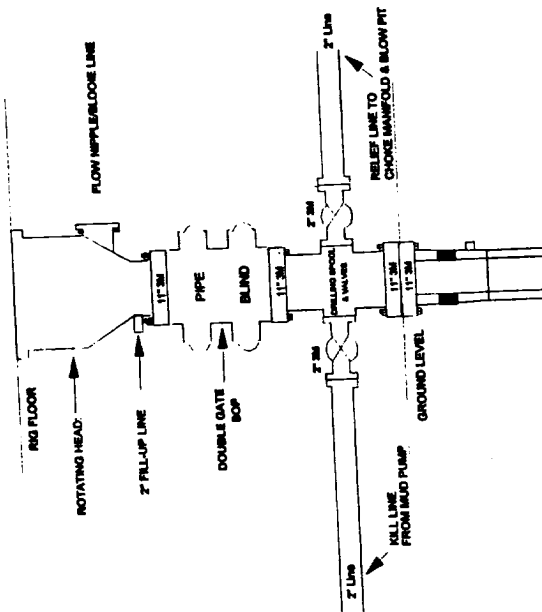 RIG FLOOR
ROTATING HEAD:
FLOW NIPPLE/BLOOIE LINE
2" FILL-UP LINE
11" 3M
PIPE
DOUBLE GATE
BOP
BLIND
11" 3M
2" 3M
DRILLING SPOOL
& VALVES
2" 3M
2" Line
2" Line
KILL LINE
FROM MUD PUMP
RELIEF LINE TO
CHOKE MANIFOLD & BLOW PIT
11" 3M
11" 3M
GROUND LEVEL